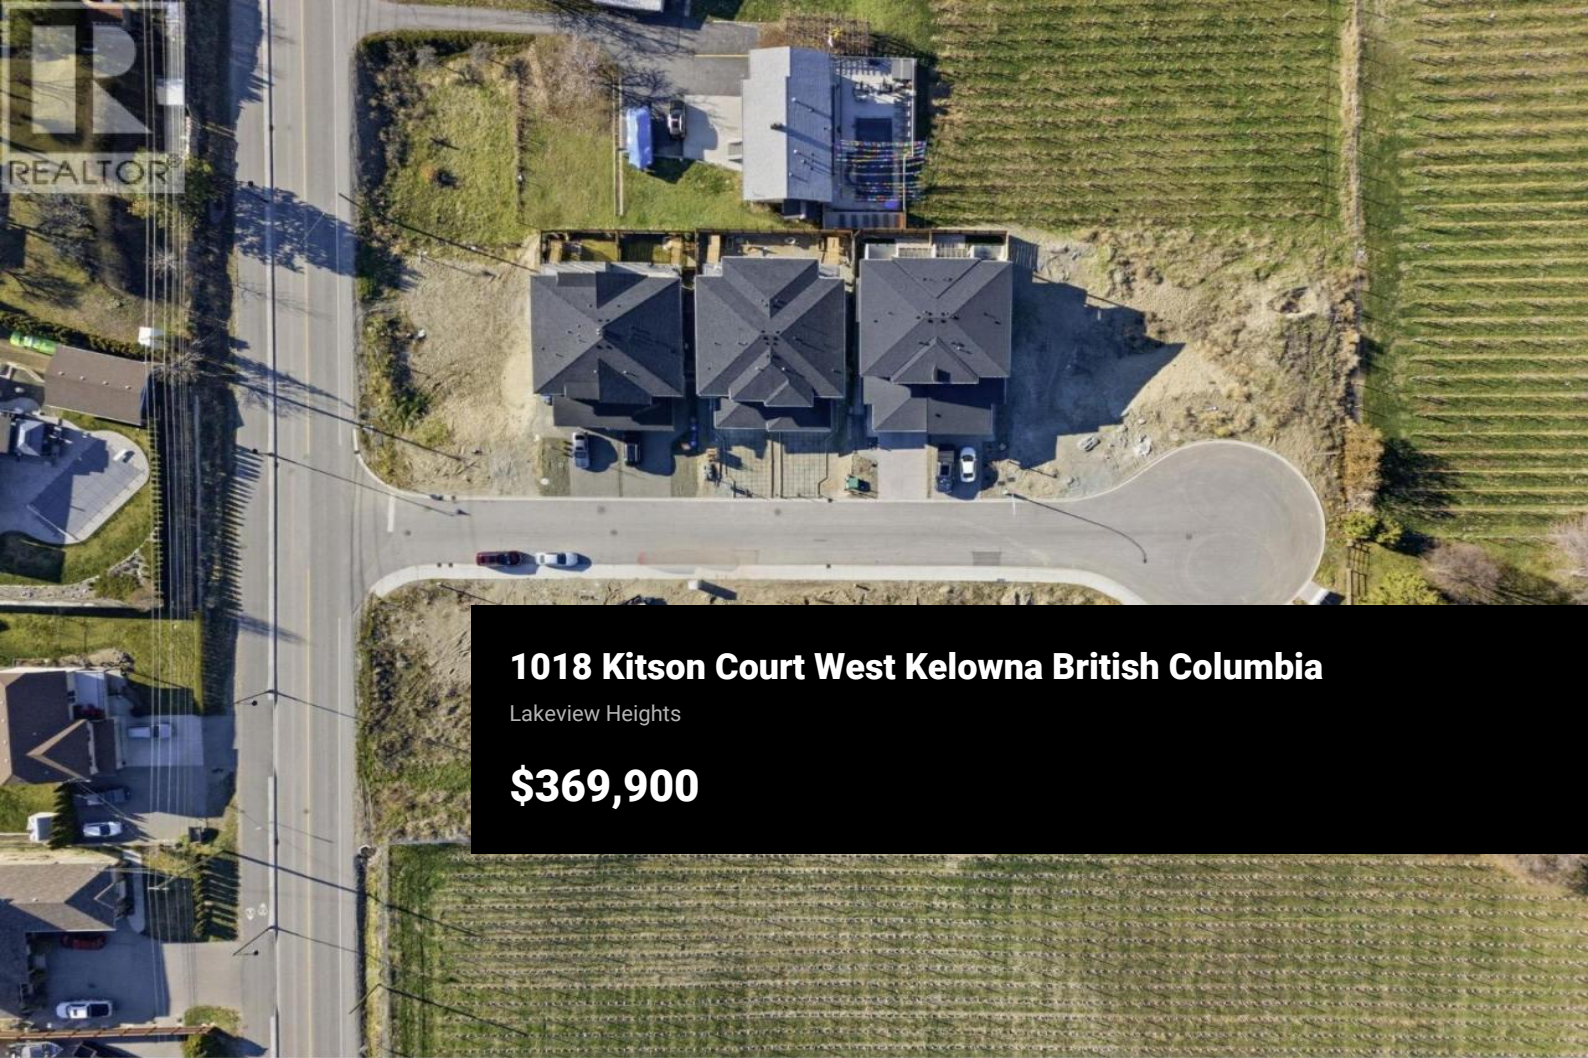 R
REALTOR®
1018 Kitson Court West Kelowna British Columbia
Lakeview Heights
$369,900